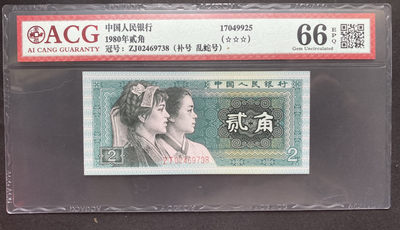 ACG
AI CANG GUARANTY
中国人民银行
1980年贰角
冠号: ZJ02469738 (补号 乱蛇号)
17049925
(☆☆☆)
66 EPQ
Gem Uncirculated
中国人民银行
贰角
ZJ02469738
2
2